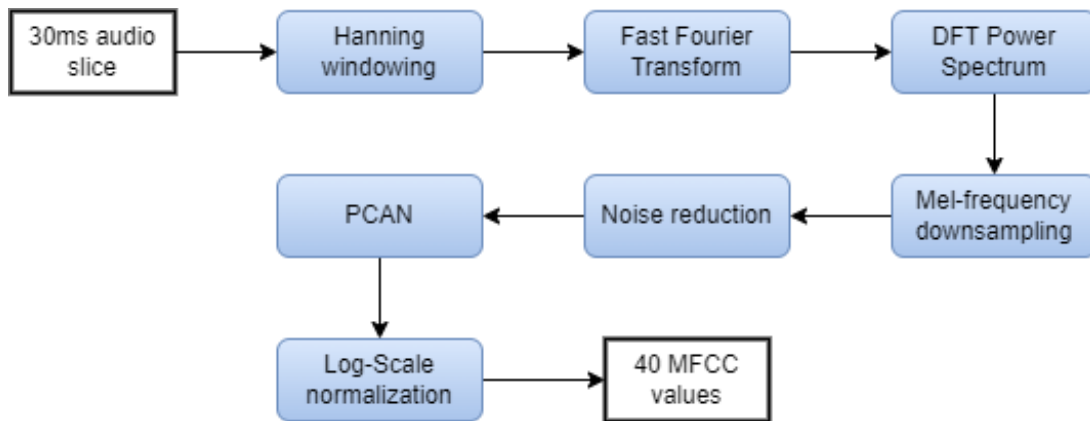 30ms audio
slice
Hanning
windowing
Fast Fourier
Transform
DFT Power
Spectrum
Mel-frequency
downsampling
Noise reduction
PCAN
Log-Scale
normalization
40 MFCC
values